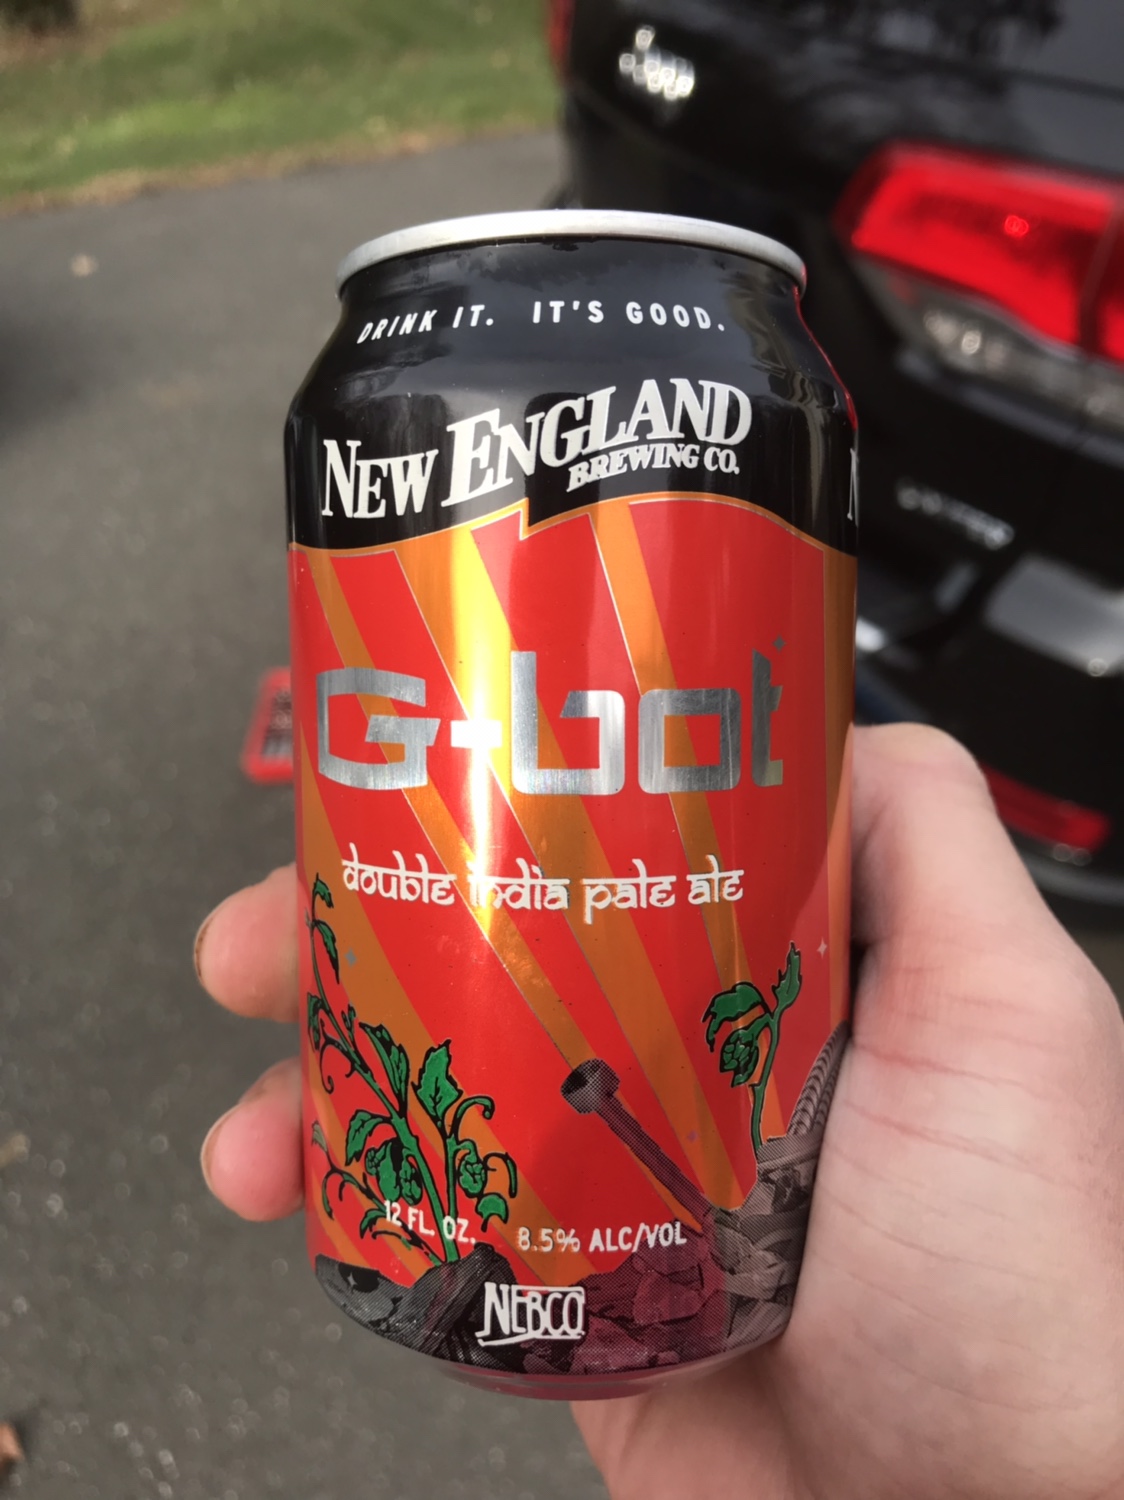 DRINK IT. IT'S GOOD.
NEW ENGLAND
BREWING CO.
G-bot
double india pale ale
12 FL. OZ. 8.5% ALC/VOL
NEBCO